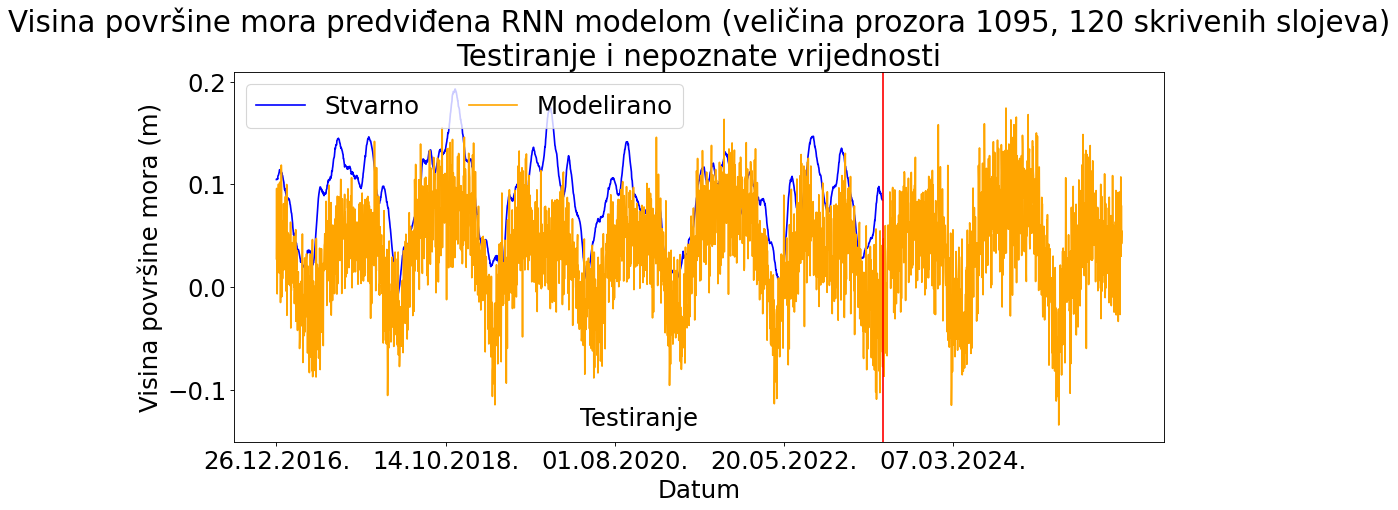 Visina površine mora predviđena RNN modelom (veličina prozora 1095, 120 skrivenih slojeva)
Testiranje i nepoznate vrijednosti
Visina površine mora (m)
0.2
0.1
0.0
−0.1
Stvarno Modelirano
Testiranje
26.12.2016. 14.10.2018. 01.08.2020. 20.05.2022. 07.03.2024.
Datum